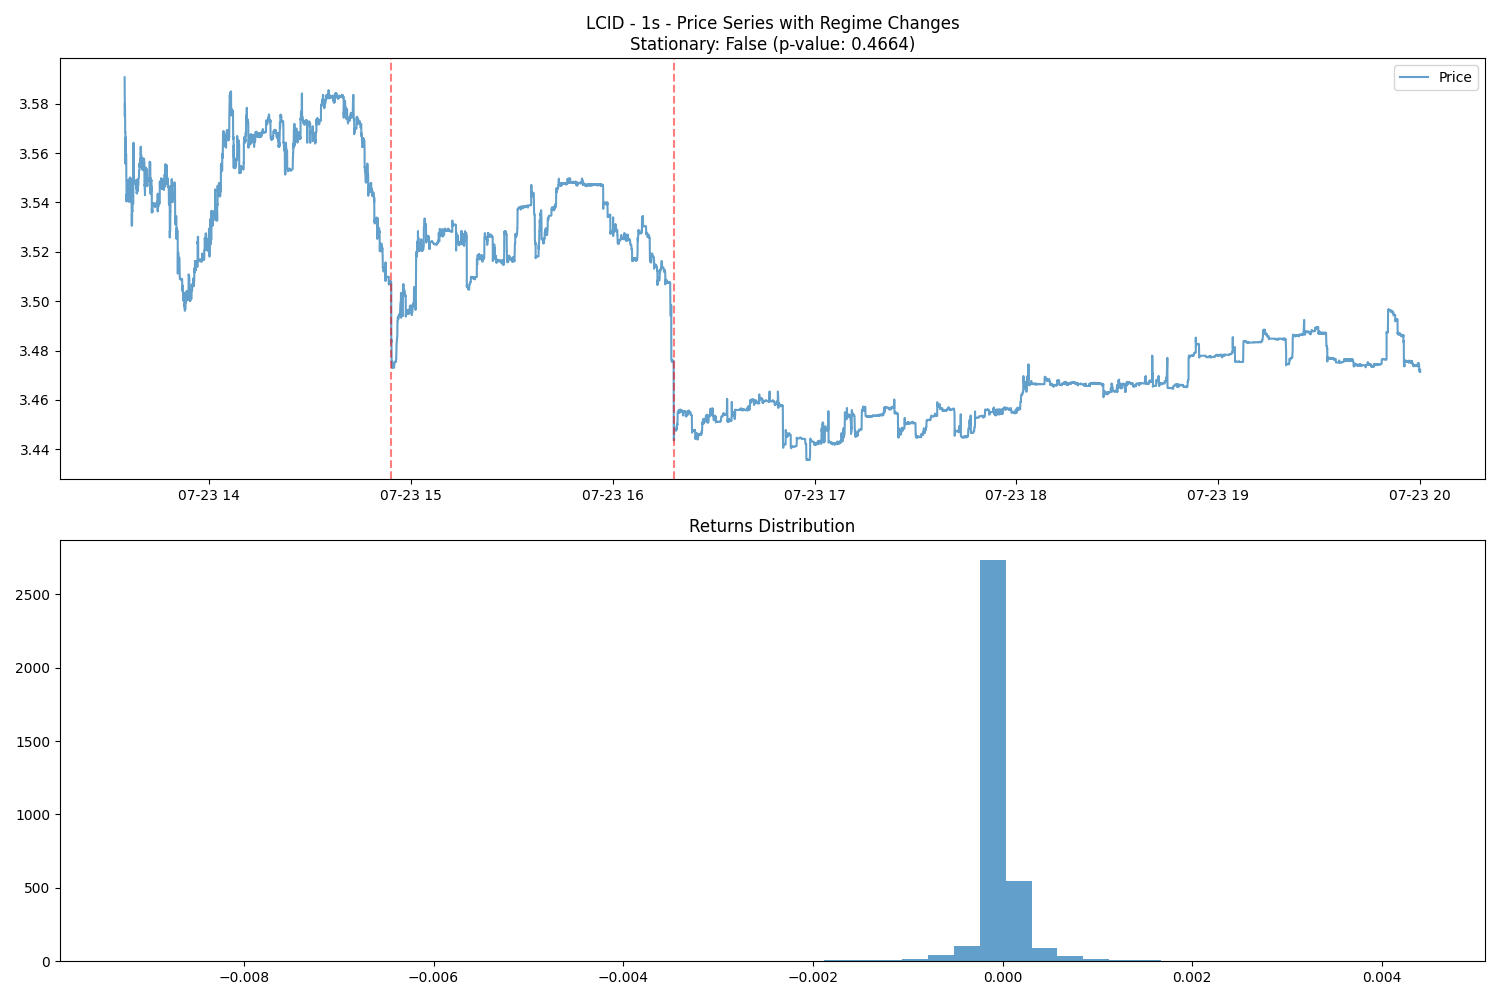 LCID - 1s - Price Series with Regime Changes
Stationary: False (p-value: 0.4664)
Price
3.58
3.56
3.54
3.52
3.50
3.48
3.46
3.44
07-23 14 07-23 15 07-23 16 07-23 17 07-23 18 07-23 19 07-23 20
Returns Distribution
2500
2000
1500
1000
500
0
−0.008 −0.006 −0.004 −0.002 0.000 0.002 0.004